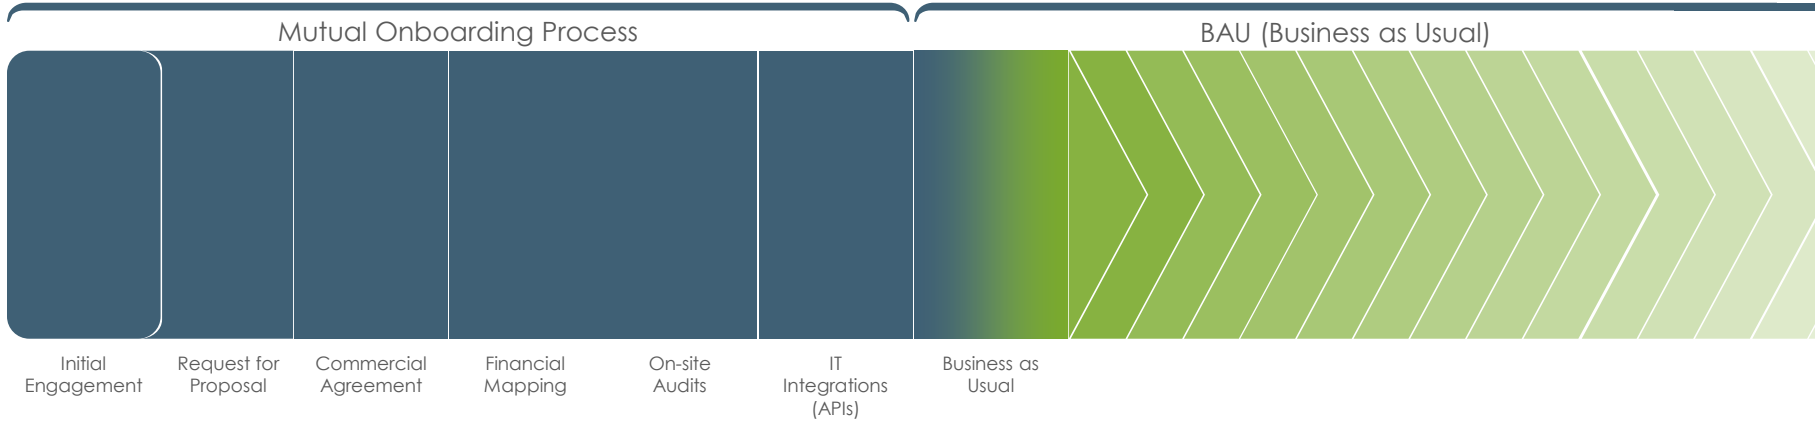 Mutual Onboarding Process
BAU (Business as Usual)
Initial
Engagement
Request for
Proposal
Commercial
Agreement
Financial
Mapping
On-site
Audits
IT
Integrations
(APIs)
Business as
Usual